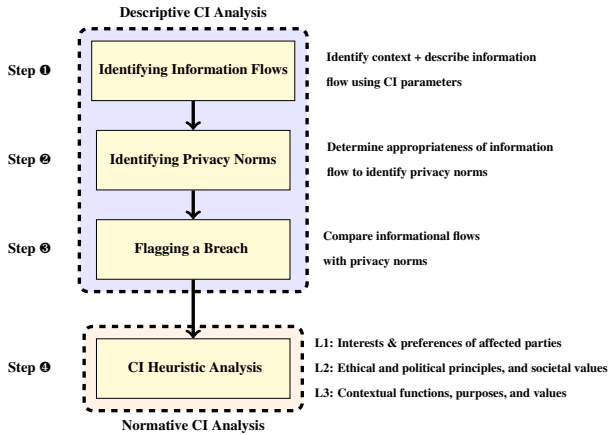 Descriptive CI Analysis
Step ❶
Identifying Information Flows
Identify context + describe information
flow using CI parameters
Step ❷
Identifying Privacy Norms
Determine appropriateness of information
flow to identify privacy norms
Step ❸
Flagging a Breach
Compare informational flows
with privacy norms
Step ❹
CI Heuristic Analysis
L1: Interests & preferences of affected parties
L2: Ethical and political principles, and societal values
L3: Contextual functions, purposes, and values
Normative CI Analysis